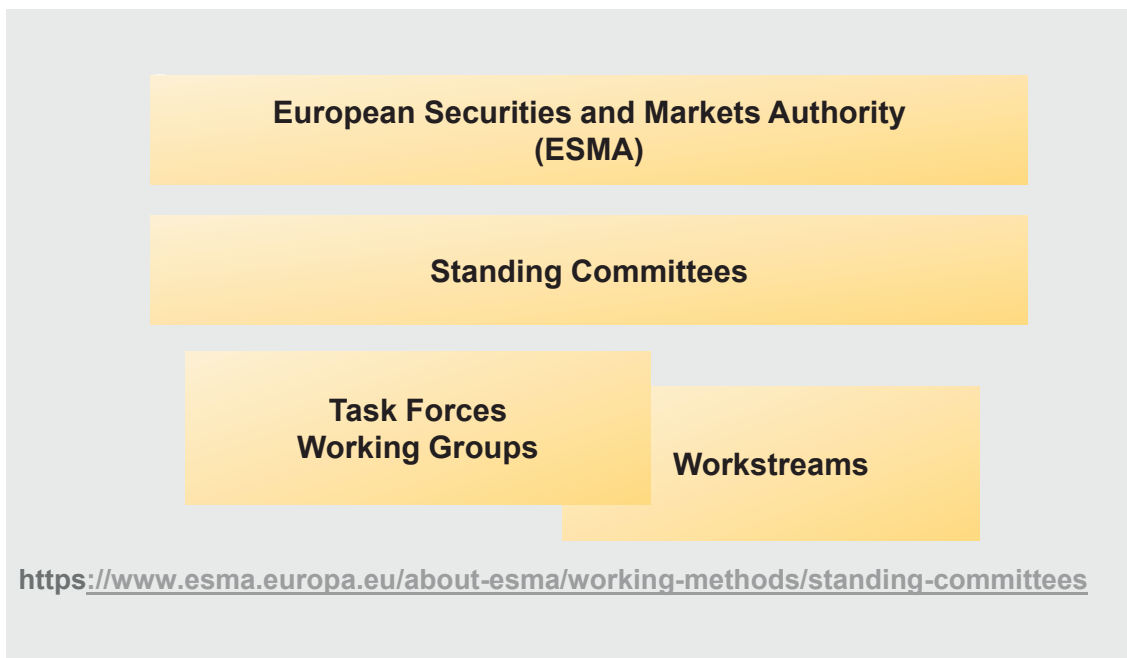 European Securities and Markets Authority
(ESMA)
Standing Committees
Task Forces
Working Groups
Workstreams
https://www.esma.europa.eu/about-esma/working-methods/standing-committees